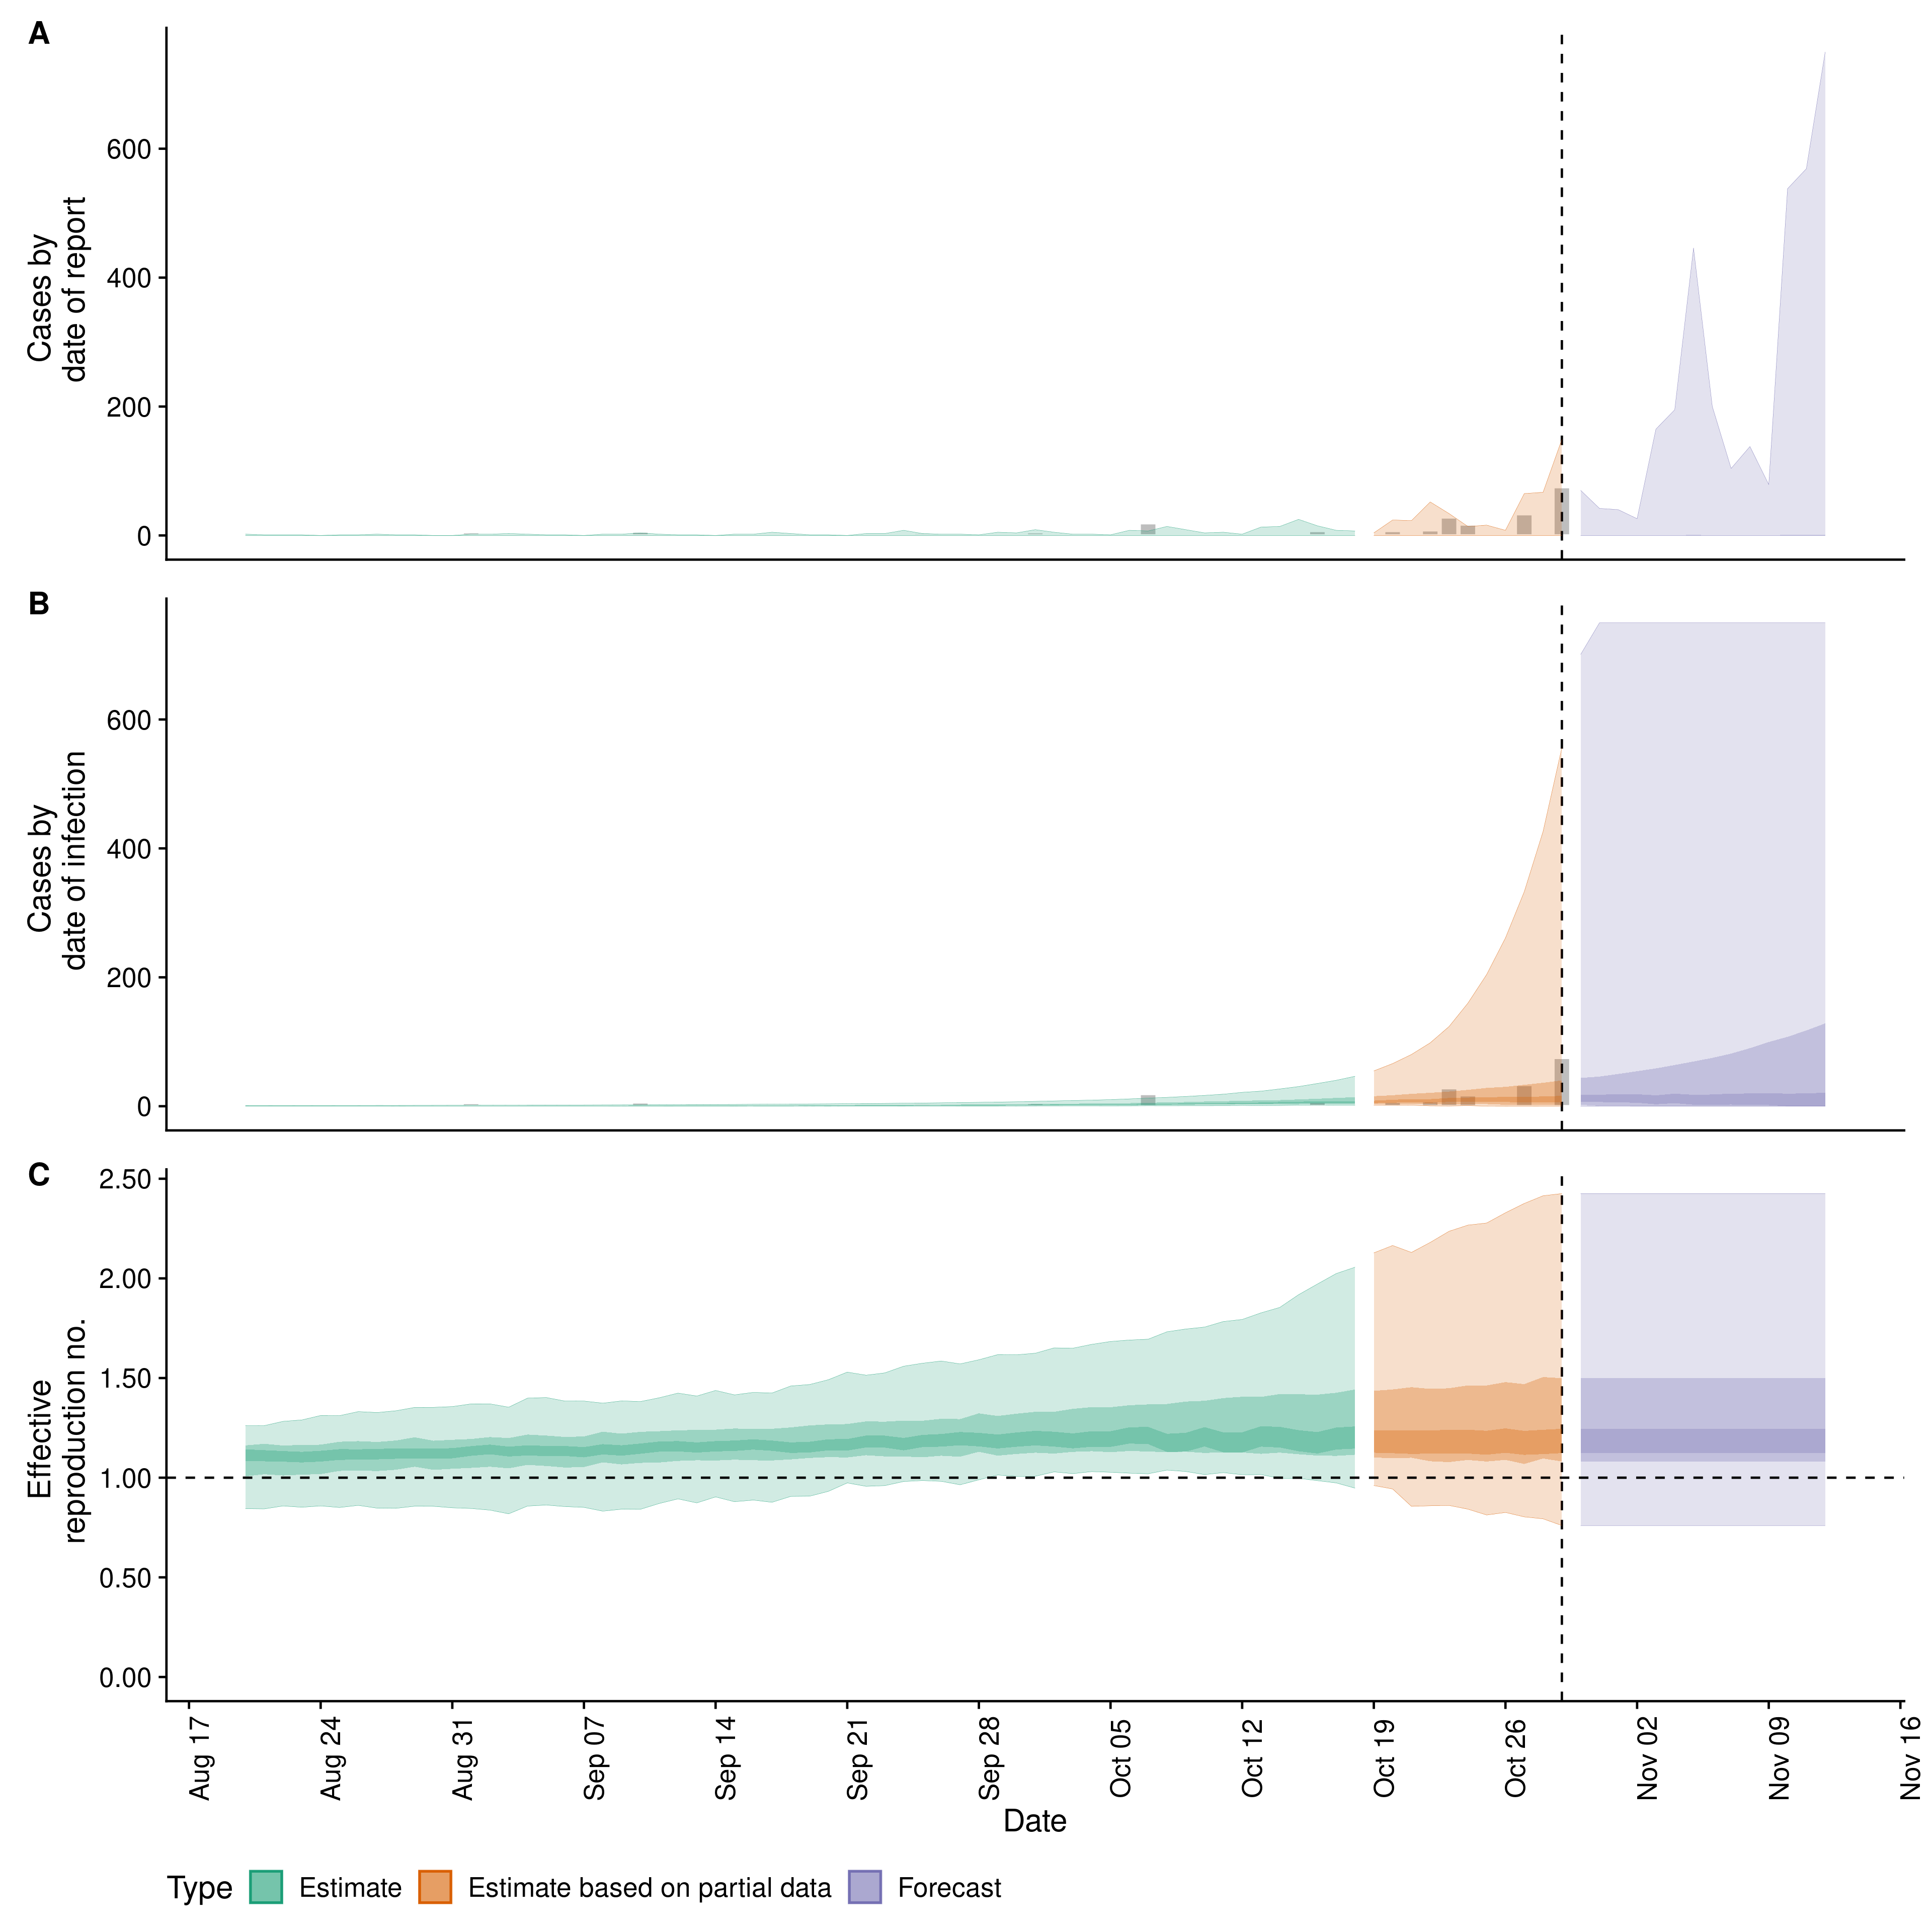 A
Cases by
date of report
600
400
200
0
B
Cases by
date of infection
600
400
200
0
C
Effective
reproduction no.
2.50
2.00
1.50
1.00
0.50
0.00
Aug 17
Aug 24
Aug 31
Sep 07
Sep 14
Sep 21
Sep 28
Oct 05
Oct 12
Oct 19
Oct 26
Nov 02
Nov 09
Nov 16
Date
Type Estimate Estimate based on partial data Forecast